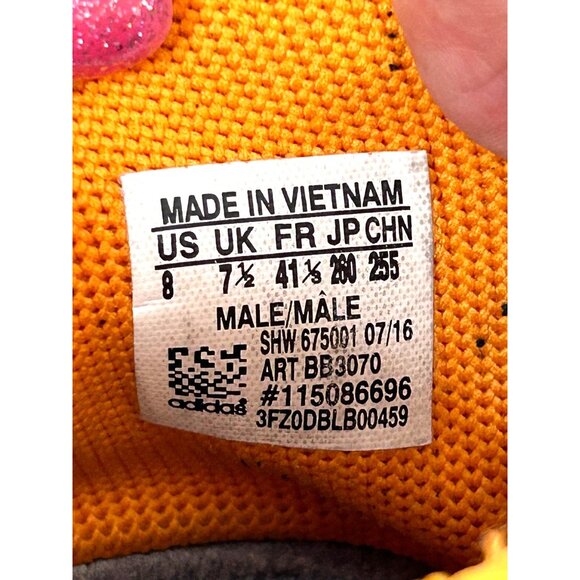 MADE IN VIETNAM
US UK FR JP CHN
8 7½ 41⅓ 260 255
MALE/MÂLE
SHW 675001 07/16
ART BB3070
#115086696
adidas 3FZ0DBLB00459